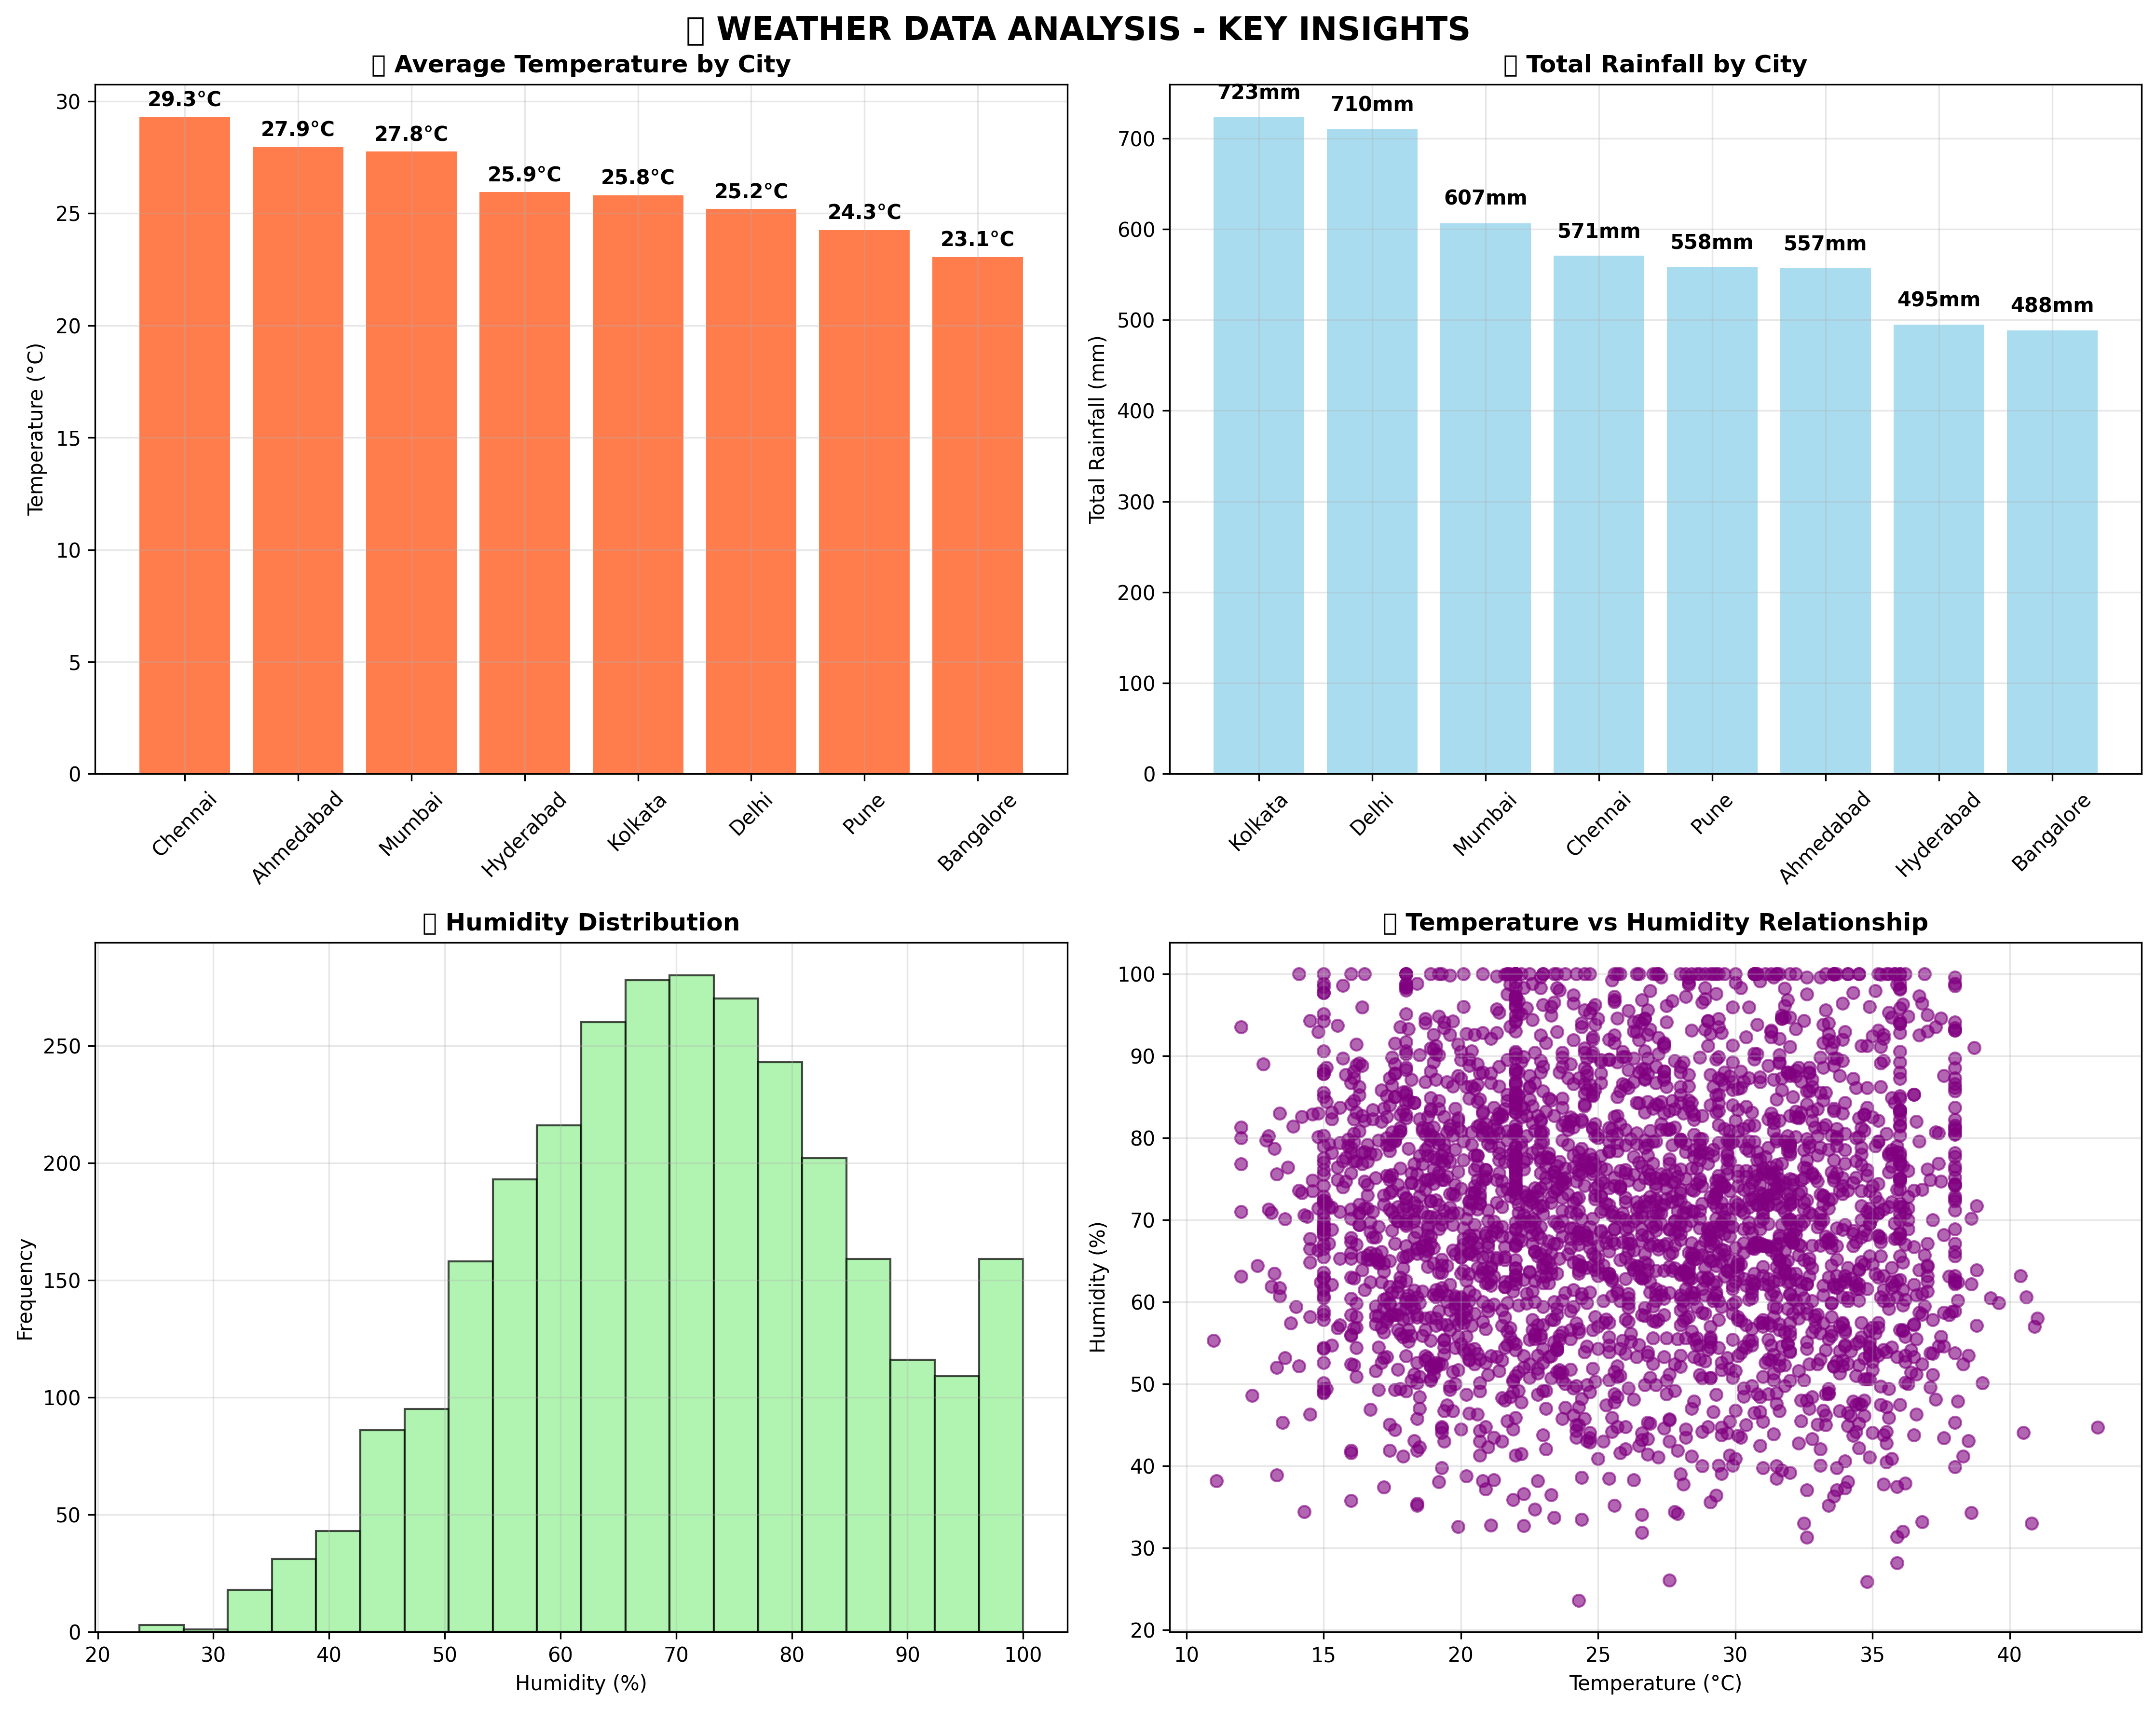 WEATHER DATA ANALYSIS - KEY INSIGHTS
Average Temperature by City
Temperature (°C)
30
25
20
15
10
5
0
29.3°C
27.9°C
27.8°C
25.9°C
25.8°C
25.2°C
24.3°C
23.1°C
Chennai
Ahmedabad
Mumbai
Hyderabad
Kolkata
Delhi
Pune
Bangalore
Total Rainfall by City
Total Rainfall (mm)
700
600
500
400
300
200
100
0
723mm
710mm
607mm
571mm
558mm
557mm
495mm
488mm
Kolkata
Delhi
Mumbai
Chennai
Pune
Ahmedabad
Hyderabad
Bangalore
Humidity Distribution
Frequency
250
200
150
100
50
0
20
30
40
50
60
70
80
90
100
Humidity (%)
Temperature vs Humidity Relationship
Humidity (%)
100
90
80
70
60
50
40
30
20
10
15
20
25
30
35
40
Temperature (°C)